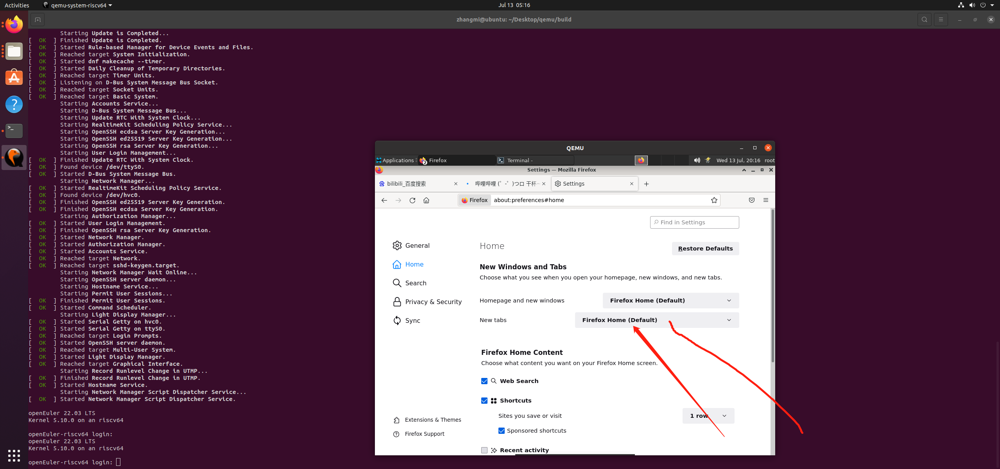 Activities
qemu-system-riscv64
Jul 13 05:16
zhangmi@ubuntu: ~/Desktop/qemu/build
Starting Update is Completed...
[ OK ] Finished Update is Completed.
[ OK ] Started Rule-based Manager for Device Events and Files.
[ OK ] Reached target System Initialization.
[ OK ] Started dnf makecache --timer.
[ OK ] Started Daily Cleanup of Temporary Directories.
[ OK ] Reached target Timer Units.
[ OK ] Listening on D-Bus System Message Bus Socket.
[ OK ] Reached target Socket Units.
[ OK ] Reached target Basic System.
Starting Accounts Service...
Starting D-Bus System Message Bus...
Starting Update RTC With System Clock...
Starting RealtimeKit Scheduling Policy Service...
Starting OpenSSH ecdsa Server Key Generation...
Starting OpenSSH ed25519 Server Key Generation...
Starting OpenSSH rsa Server Key Generation...
Starting User Login Management...
[ OK ] Finished Update RTC With System Clock.
[ OK ] Found device /dev/ttyS0.
[ OK ] Started D-Bus System Message Bus.
Starting Network Manager...
[ OK ] Started RealtimeKit Scheduling Policy Service.
[ OK ] Found device /dev/hvc0.
[ OK ] Finished OpenSSH ed25519 Server Key Generation.
[ OK ] Finished OpenSSH ecdsa Server Key Generation.
Starting Authorization Manager...
[ OK ] Started User Login Management.
[ OK ] Finished OpenSSH rsa Server Key Generation.
[ OK ] Started Network Manager.
[ OK ] Started Authorization Manager.
[ OK ] Started Accounts Service.
[ OK ] Reached target Network.
[ OK ] Reached target sshd-keygen.target.
Starting Network Manager Wait Online...
Starting OpenSSH server daemon...
Starting Hostname Service...
Starting Permit User Sessions...
[ OK ] Finished Permit User Sessions.
[ OK ] Started Command Scheduler.
Starting Light Display Manager...
[ OK ] Started Serial Getty on hvc0.
[ OK ] Started Serial Getty on ttyS0.
[ OK ] Reached target Login Prompts.
[ OK ] Started OpenSSH server daemon.
[ OK ] Reached target Multi-User System.
[ OK ] Started Light Display Manager.
[ OK ] Reached target Graphical Interface.
Starting Record Runlevel Change in UTMP...
[ OK ] Finished Record Runlevel Change in UTMP.
[ OK ] Started Hostname Service.
Starting Network Manager Script Dispatcher Service...
[ OK ] Started Network Manager Script Dispatcher Service.
openEuler 22.03 LTS
Kernel 5.10.0 on an riscv64
openEuler-riscv64 login:
openEuler 22.03 LTS
Kernel 5.10.0 on an riscv64
openEuler-riscv64 login:
QEMU
Applications
2
Firefox
Terminal -
Wed 13 Jul, 20:16
root
Settings — Mozilla Firefox
bilibili_百度搜索
哔哩哔哩 (゜-゜)つロ 干杯~
Settings
Firefox
about:preferences#home
Find in Settings
General
Home
Search
Privacy & Security
Sync
Extensions & Themes
Firefox Support
Home
Restore Defaults
New Windows and Tabs
Choose what you see when you open your homepage, new windows, and new tabs.
Homepage and new windows
Firefox Home (Default)
New tabs
Firefox Home (Default)
Firefox Home Content
Choose what content you want on your Firefox Home screen.
Web Search
Shortcuts
Sites you save or visit
1 row
Sponsored shortcuts
Recent activity